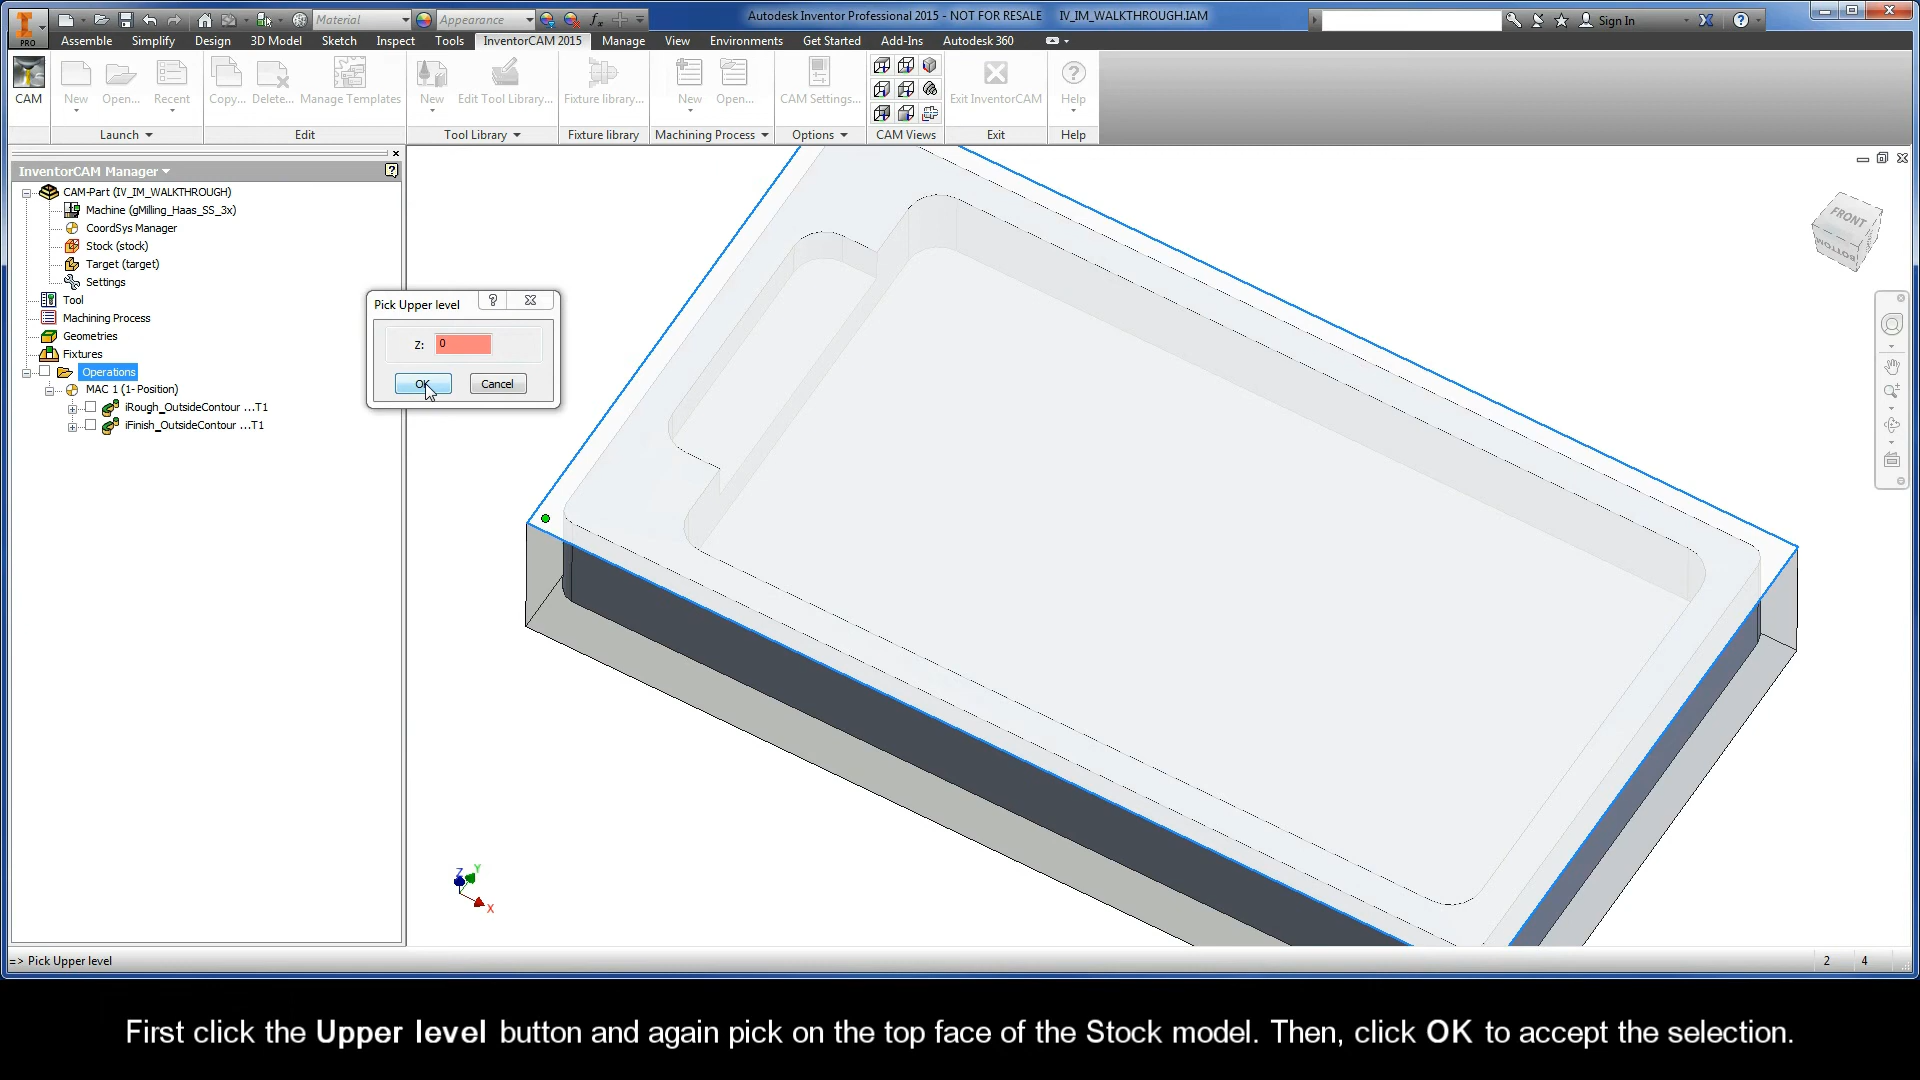 Material
Appearance
Autodesk Inventor Professional 2015 - NOT FOR RESALE IV_IM_WALKTHROUGH.IAM
Sign In
PRO
Assemble Simplify Design 3D Model Sketch Inspect Tools InventorCAM 2015 Manage View Environments Get Started Add-Ins Autodesk 360
CAM New Open... Recent Copy... Delete... Manage Templates New Edit Tool Library... Fixture library... New Open... CAM Settings... Exit InventorCAM Help
Launch Edit Tool Library Fixture library Machining Process Options CAM Views Exit Help
InventorCAM Manager
CAM-Part (IV_IM_WALKTHROUGH)
Machine (gMilling_Haas_SS_3x)
CoordSys Manager
Stock (stock)
Target (target)
Settings
Tool
Machining Process
Geometries
Fixtures
Operations
MAC 1 (1- Position)
iRough_OutsideContour ...T1
iFinish_OutsideContour ...T1
Pick Upper level
Z: 0
OK Cancel
FRONT
BOTTOM
Z Y
X
=> Pick Upper level
2 4
First click the Upper level button and again pick on the top face of the Stock model. Then, click OK to accept the selection.